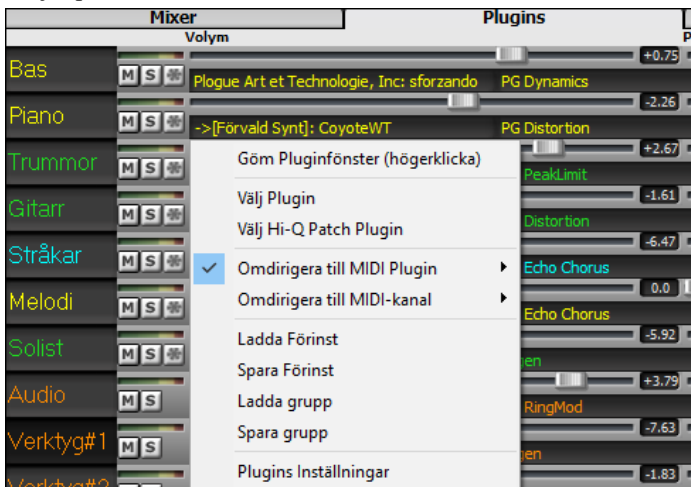 Mixer Plugins
Volym
Bas M S +0.75
Plogue Art et Technologie, Inc: sforzando PG Dynamics
Piano M S -2.26
->[Förvald Synt]: CoyoteWT PG Distortion
Trummor M S +2.67
PeakLimit
Gitarr M S -1.61
Distortion
Stråkar M S -6.47
Echo Chorus
Melodi M S 0.0
Echo Chorus
Solist M S -5.92
Audio M S +3.79
RingMod
Verktyg#1 M S -7.63
Verktyg#2 -1.83
Göm Pluginfönster (högerklicka)
Välj Plugin
Välj Hi-Q Patch Plugin
Omdirigera till MIDI Plugin
Omdirigera till MIDI-kanal
Ladda Förinst
Spara Förinst
Ladda grupp
Spara grupp
Plugins Inställningar